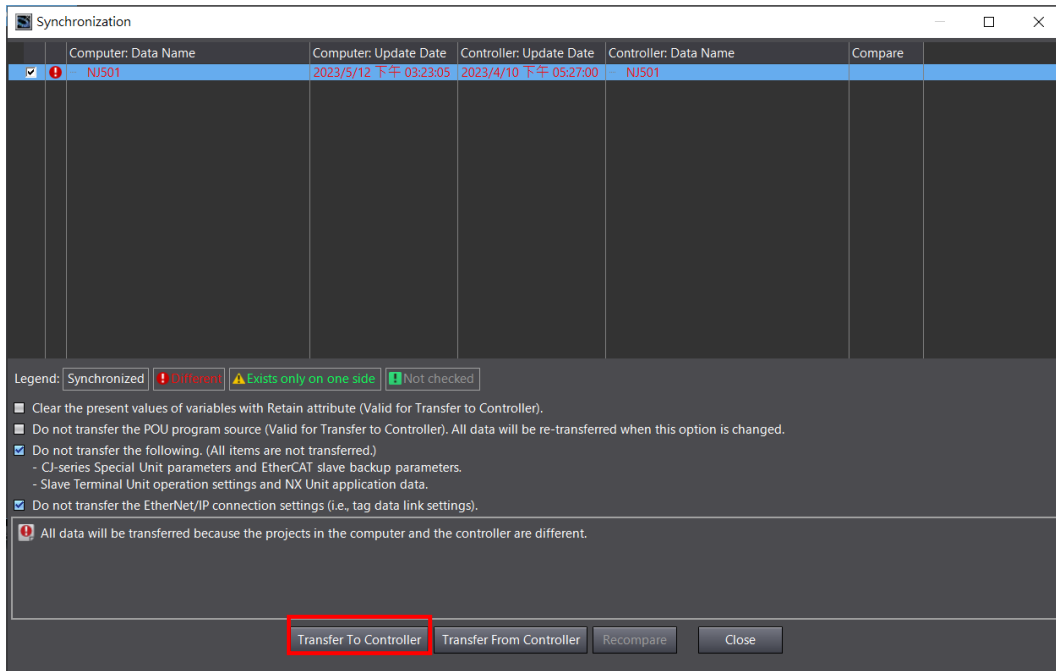 Synchronization
Computer: Data Name Computer: Update Date Controller: Update Date Controller: Data Name Compare
NJ501 2023/5/12 下午 03:23:05 2023/4/10 下午 05:27:00 NJ501
Legend: Synchronized Different Exists only on one side Not checked
Clear the present values of variables with Retain attribute (Valid for Transfer to Controller).
Do not transfer the POU program source (Valid for Transfer to Controller). All data will be re-transferred when this option is changed.
Do not transfer the following. (All items are not transferred.)
- CJ-series Special Unit parameters and EtherCAT slave backup parameters.
- Slave Terminal Unit operation settings and NX Unit application data.
Do not transfer the EtherNet/IP connection settings (i.e., tag data link settings).
All data will be transferred because the projects in the computer and the controller are different.
Transfer To Controller Transfer From Controller Recompare Close